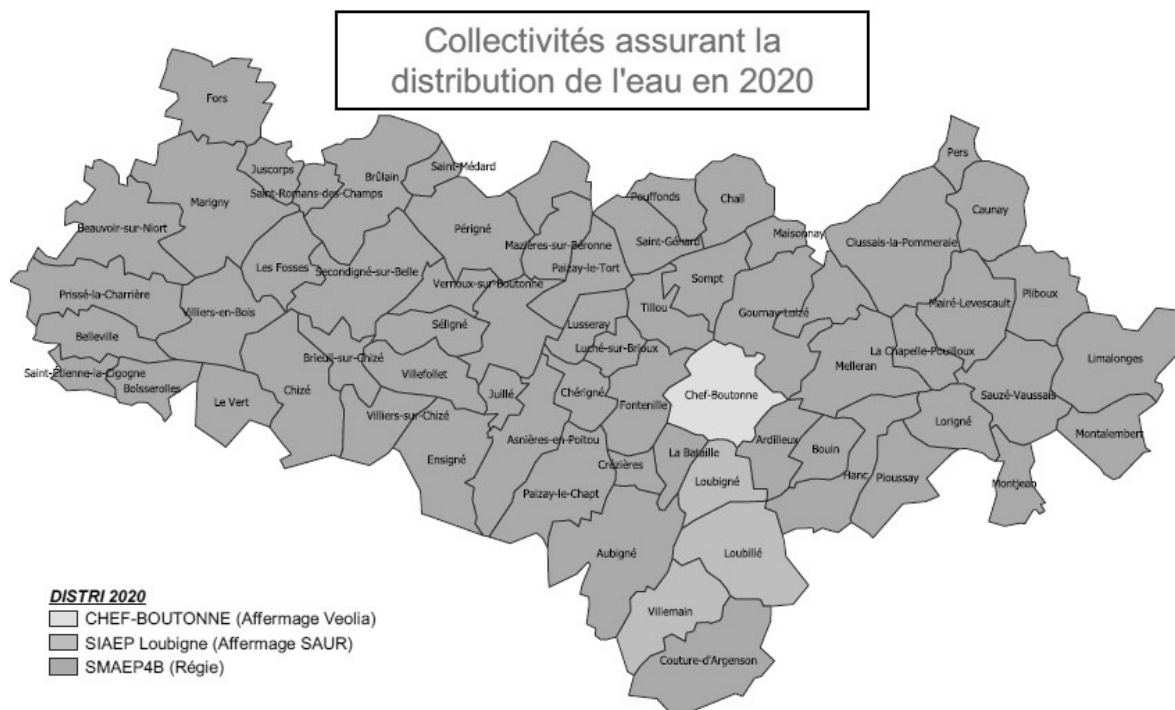 Collectivités assurant la
distribution de l'eau en 2020
Fors
Pers
Juscorps
Saint-Médard
Brûlain
Saint-Romans-des-Champs
Marigny
Pouffonds
Chail
Caunay
Beauvoir-sur-Niort
Périgné
Mazières-sur-Béronne
Saint-Génard
Maisonnay
Clussais-la-Pommeraie
Les Fosses
Secondigné-sur-Belle
Paizay-le-Tort
Sompt
Vernoux-sur-Boutonne
Prissé-la-Charrière
Pliboux
Villiers-en-Bois
Tillou
Gournay-Loizé
Mairé-Levescault
Séligné
Lusseray
Belleville
Luché-sur-Brioux
La Chapelle-Pouilloux
Limalonges
Brieuil-sur-Chizé
Melleran
Saint-Étienne-la-Cigogne
Villefollet
Boisserolles
Chizé
Juillé
Chérigné
Chef-Boutonne
Sauzé-Vaussais
Le Vert
Fontenille
Villiers-sur-Chizé
Lorigné
Asnières-en-Poitou
Ardilleux
Montalembert
Bouin
Ensigné
La Bataille
Crézières
Loubigné
Hanc
Pioussay
Montjean
Paizay-le-Chapt
Aubigné
Loubillé
Villemain
Couture-d'Argenson
DISTRI 2020
CHEF-BOUTONNE (Affermage Veolia)
SIAEP Loubigne (Affermage SAUR)
SMAEP4B (Régie)